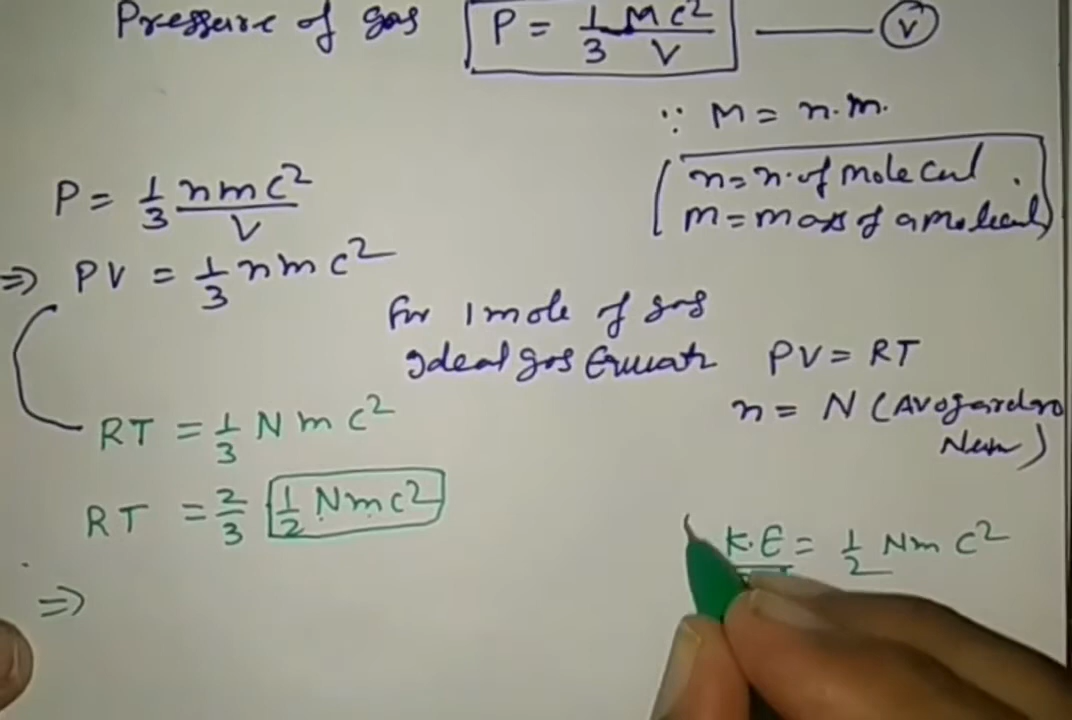 Pressure of gas P = 1/3 Mc²/V —— (V)
∵ M = n.m.
n = n. of molecul.
m = mass of a molecul
P = 1/3 nmc²/V
⇒ PV = 1/3 nmc²
For 1 mole of gas
Ideal gas PV = RT
n = N (Avogardro
Num)
RT = 1/3 Nmc²
RT = 2/3 1/2 Nmc²
K.E = 1/2 Nmc²
⇒